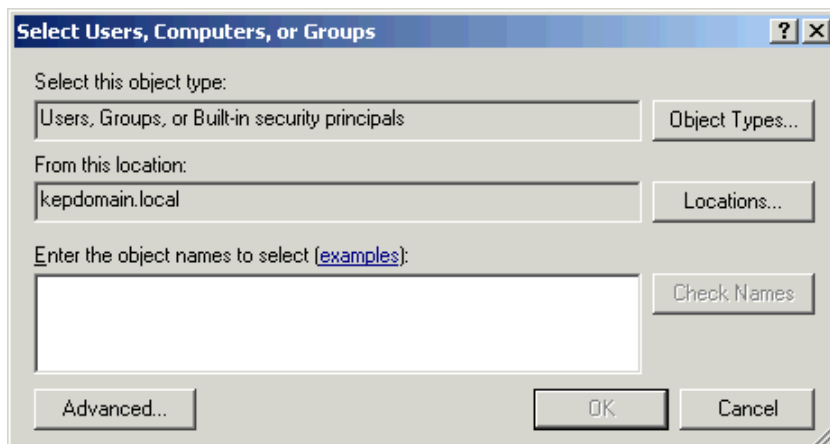 Select Users, Computers, or Groups
Select this object type:
Users, Groups, or Built-in security principals
Object Types...
From this location:
kepdomain.local
Locations...
Enter the object names to select (examples):
Check Names
Advanced...
OK
Cancel